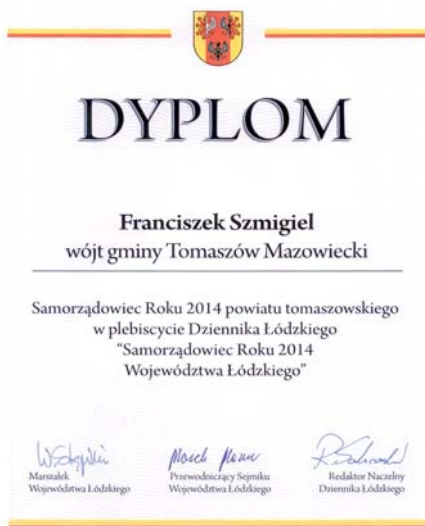 DYPLOM
Franciszek Szmigiel
wójt gminy Tomaszów Mazowiecki
Samorządowiec Roku 2014 powiatu tomaszowskiego
w plebiscycie Dziennika Łódzkiego
"Samorządowiec Roku 2014
Województwa Łódzkiego"
Marszałek
Województwa Łódzkiego
Przewodniczący Sejmiku
Województwa Łódzkiego
Redaktor Naczelny
Dziennika Łódzkiego